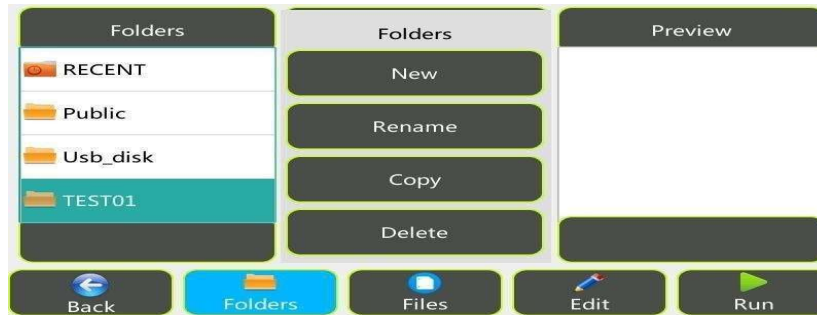 Folders
RECENT
Public
Usb_disk
TEST01
Folders
New
Rename
Copy
Delete
Preview
Back
Folders
Files
Edit
Run